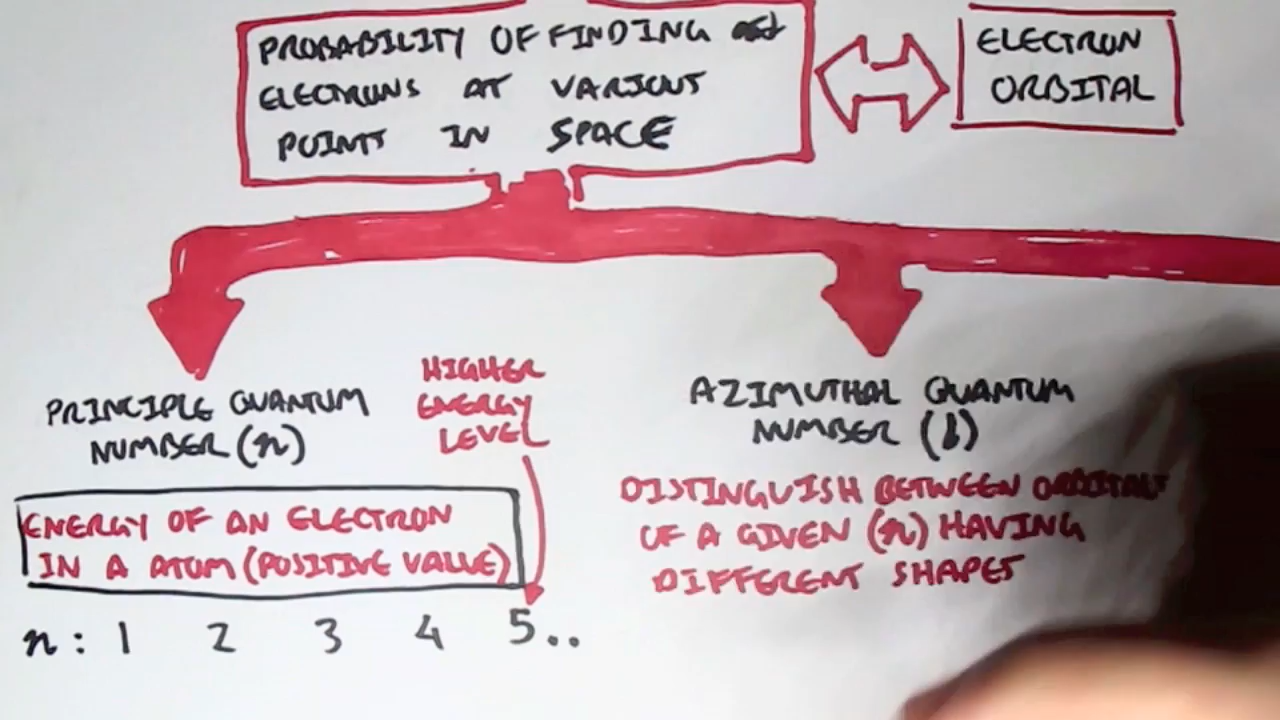 PROBABILITY OF FINDING
ELECTRONS AT VARIOUS
POINTS IN SPACE
ELECTRON
ORBITAL
PRINCIPLE QUANTUM
NUMBER (n)
HIGHER
ENERGY
LEVEL
ENERGY OF AN ELECTRON
IN A ATOM (POSITIVE VALUE)
n : 1 2 3 4 5..
AZIMUTHAL QUANTUM
NUMBER (l)
DISTINGUISH BETWEEN ORBITALS
OF A GIVEN (n) HAVING
DIFFERENT SHAPES